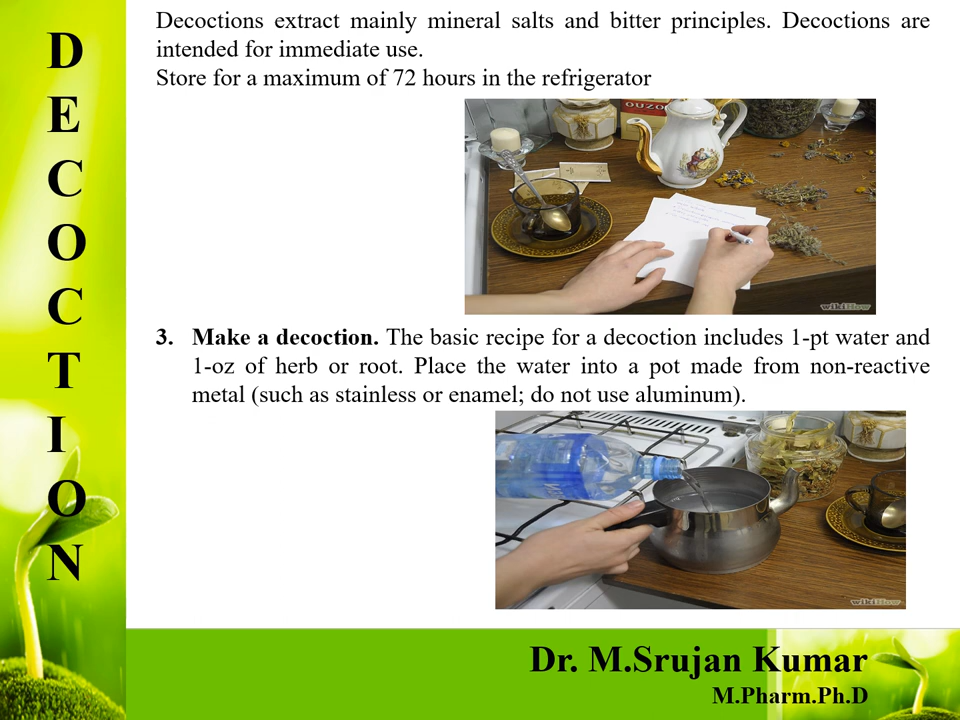 D
E
C
O
C
T
I
O
N
Decoctions extract mainly mineral salts and bitter principles. Decoctions are
intended for immediate use.
Store for a maximum of 72 hours in the refrigerator
OUZO
wikiHow
3. Make a decoction. The basic recipe for a decoction includes 1-pt water and
1-oz of herb or root. Place the water into a pot made from non-reactive
metal (such as stainless or enamel; do not use aluminum).
wikiHow
Dr. M.Srujan Kumar
M.Pharm.Ph.D